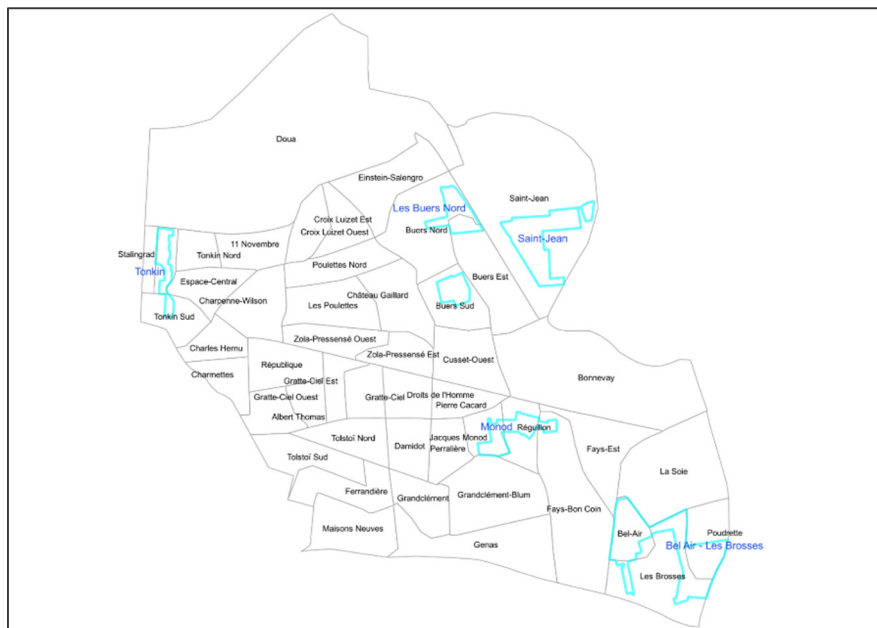 Doua
Einstein-Salengro
Saint-Jean
Les Buers Nord
Croix Luizet Est
Croix Luizet Ouest
Buers Nord
Saint-Jean
11 Novembre
Stalingrad
Tonkin Nord
Tonkin
Poulettes Nord
Buers Est
Espace-Central
Château Gaillard
Charpenne-Wilson
Les Poulettes
Buers Sud
Tonkin Sud
Zola-Pressensé Ouest
Charles Hernu
Zola-Pressensé Est
Cusset-Ouest
République
Charmettes
Gratte-Ciel Est
Bonnevay
Gratte-Ciel Ouest
Gratte-Ciel
Droits de l'Homme
Pierre Cacard
Albert Thomas
Monod
Réguillon
Tolstoï Nord
Damidot
Jacques Monod
Perralière
Fays-Est
Tolstoï Sud
La Soie
Ferrandière
Grandclément
Grandclément-Blum
Fays-Bon Coin
Maisons Neuves
Bel-Air
Poudrette
Genas
Bel Air - Les Brosses
Les Brosses